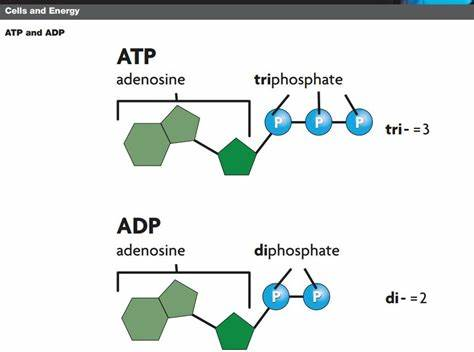 Cells and Energy
ATP and ADP
ATP
adenosine triphosphate
P P P
tri- =3
ADP
adenosine diphosphate
P P
di- =2